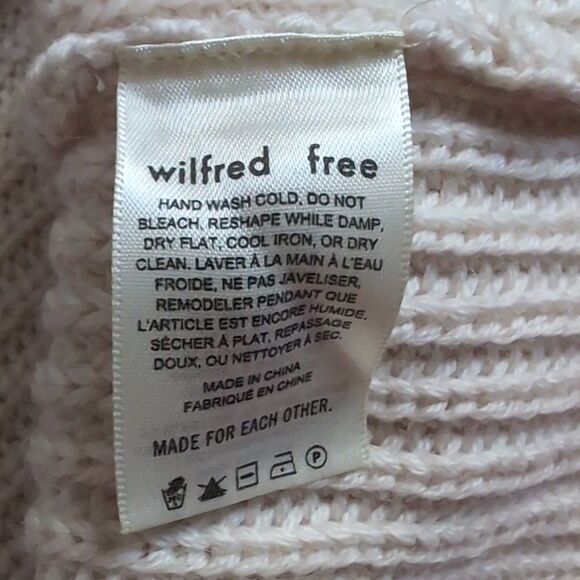 wilfred free
HAND WASH COLD, DO NOT
BLEACH, RESHAPE WHILE DAMP,
DRY FLAT, COOL IRON, OR DRY
CLEAN. LAVER À LA MAIN À L'EAU
FROIDE, NE PAS JAVELISER,
REMODELER PENDANT QUE
L'ARTICLE EST ENCORE HUMIDE.
SÈCHER À PLAT, REPASSAGE
DOUX, OU NETTOYER À SEC.
MADE IN CHINA
FABRIQUÉ EN CHINE
MADE FOR EACH OTHER.
P